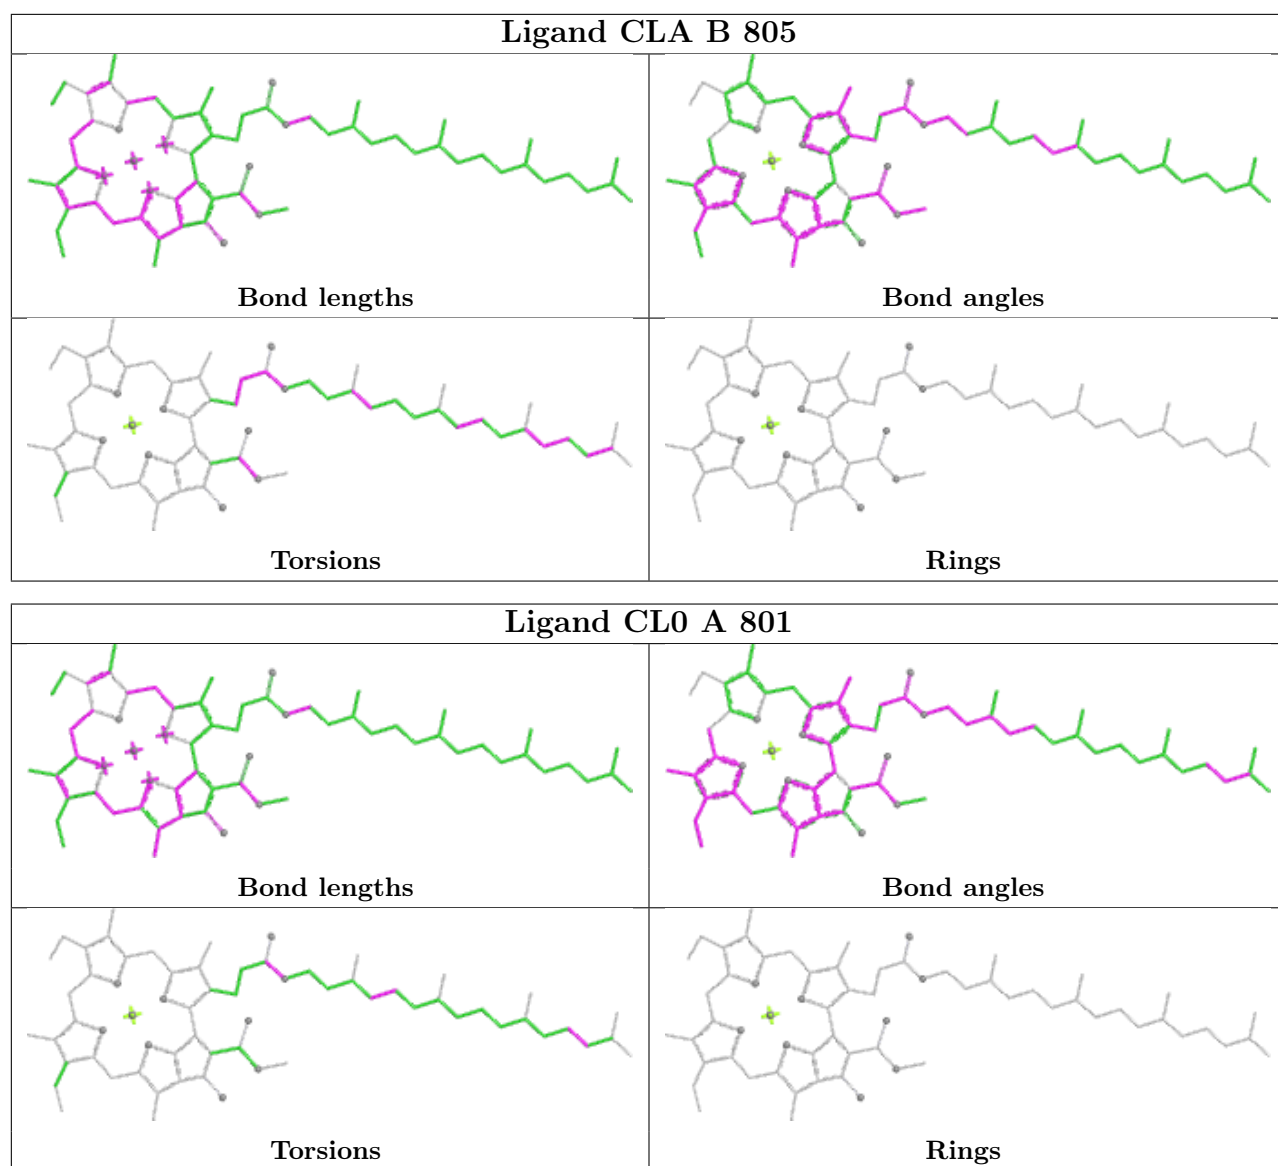 Ligand CLA B 805
Bond lengths
Bond angles
Torsions
Rings
Ligand CL0 A 801
Bond lengths
Bond angles
Torsions
Rings